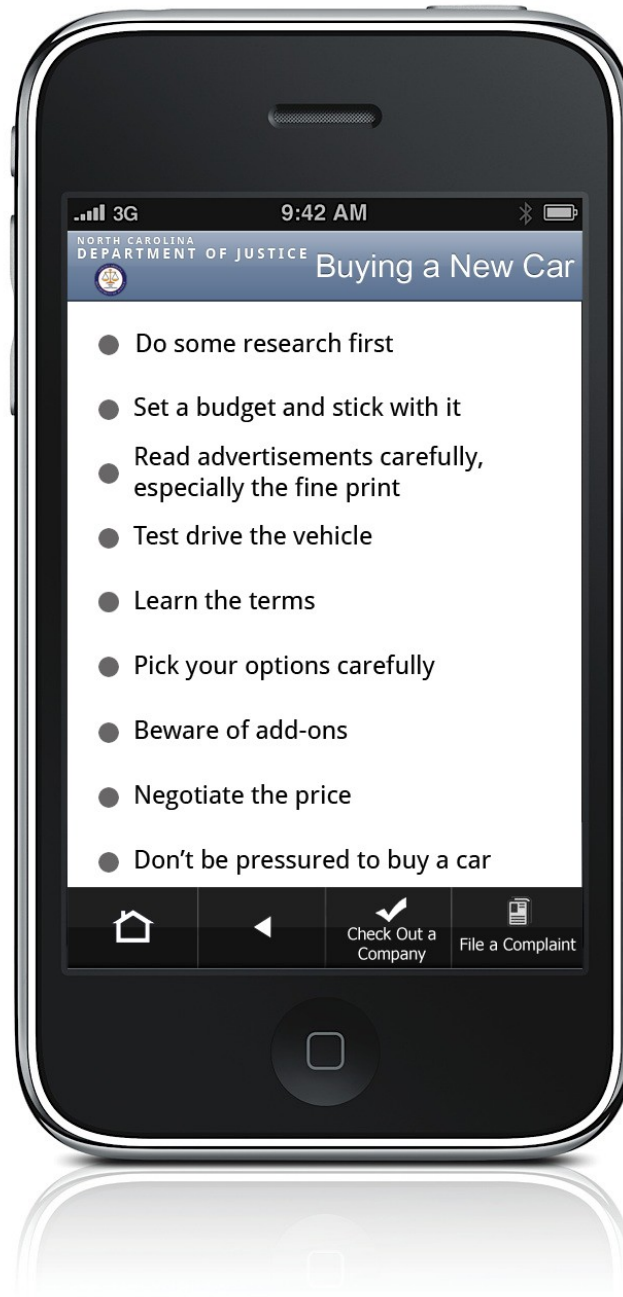 3G 9:42 AM
NORTH CAROLINA
DEPARTMENT OF JUSTICE
Buying a New Car
Do some research first
Set a budget and stick with it
Read advertisements carefully,
especially the fine print
Test drive the vehicle
Learn the terms
Pick your options carefully
Beware of add-ons
Negotiate the price
Don't be pressured to buy a car
Check Out a
Company
File a Complaint